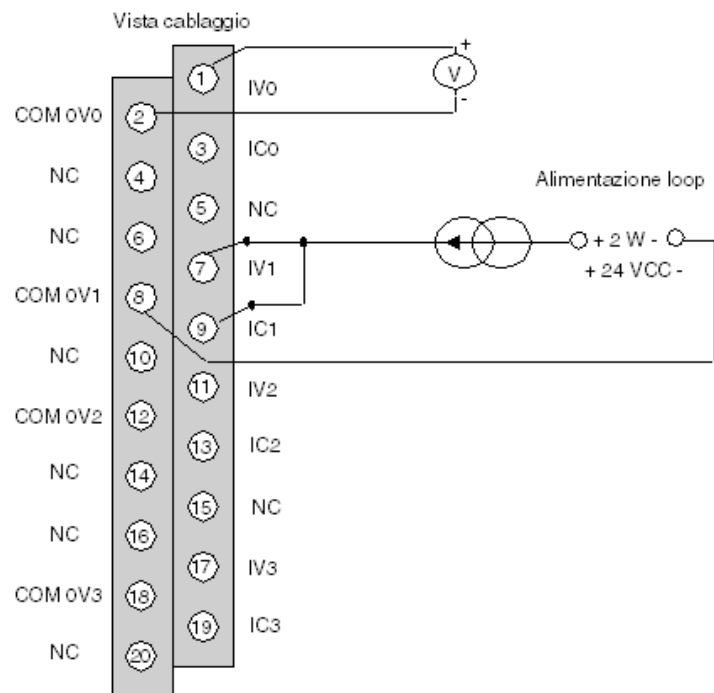 Vista cablaggio
1
+
V
-
IV0
COM 0V0
2
3
IC0
NC
4
Alimentazione loop
5
NC
NC
6
7
IV1
+ 2 W -
+ 24 VCC -
COM 0V1
8
9
IC1
NC
10
11
IV2
COM 0V2
12
13
IC2
NC
14
15
NC
NC
16
17
IV3
COM 0V3
18
19
IC3
NC
20